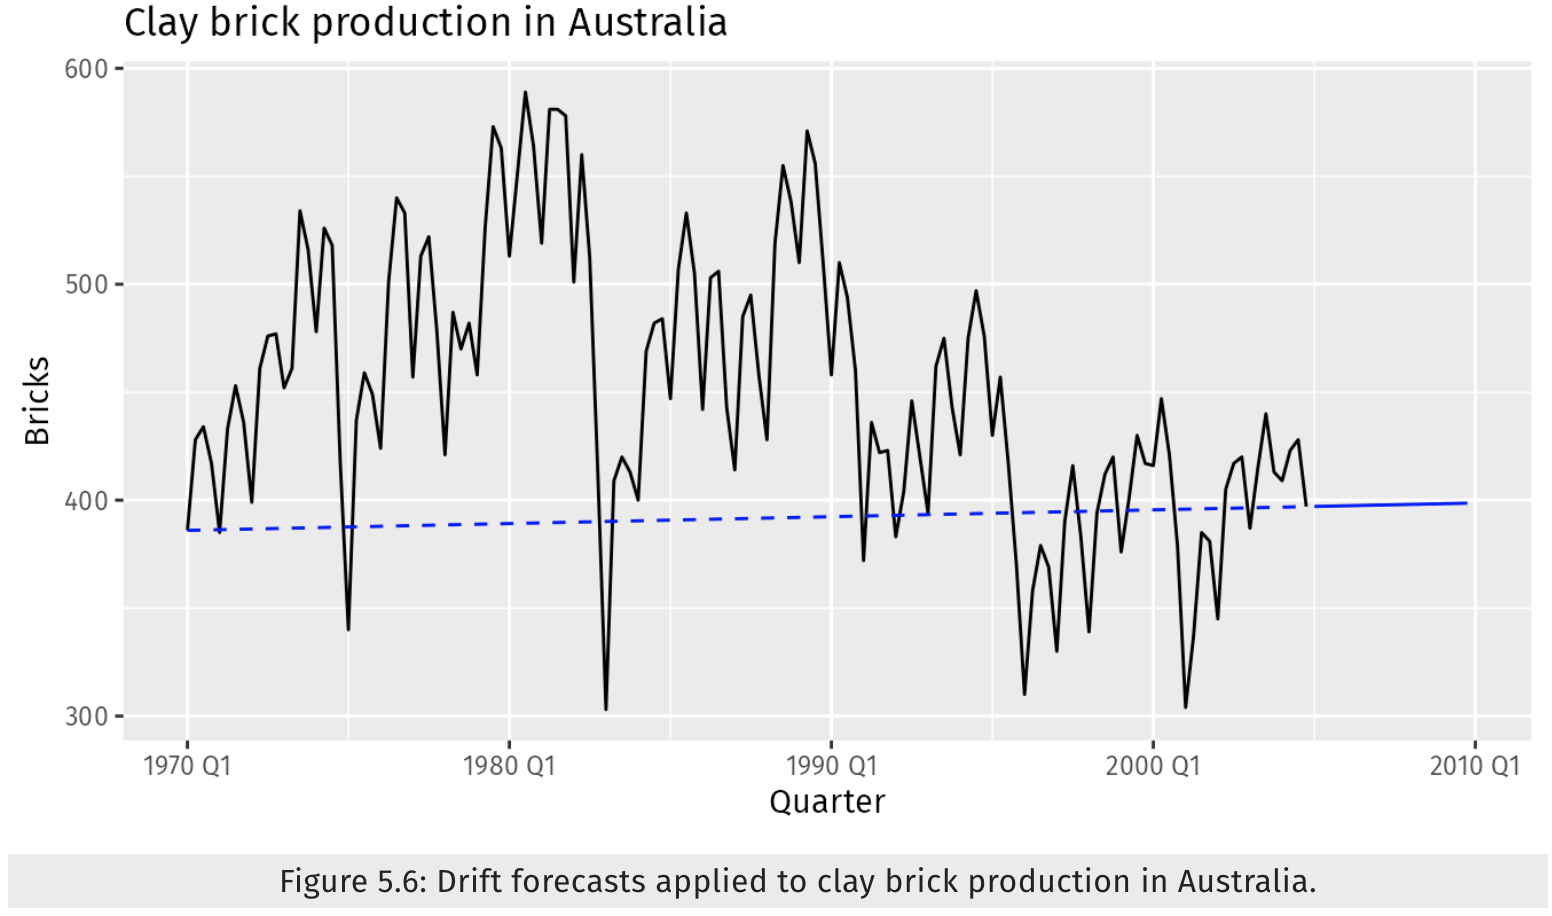 Clay brick production in Australia
600
500
400
300
Bricks
1970 Q1
1980 Q1
1990 Q1
2000 Q1
2010 Q1
Quarter
Figure 5.6: Drift forecasts applied to clay brick production in Australia.